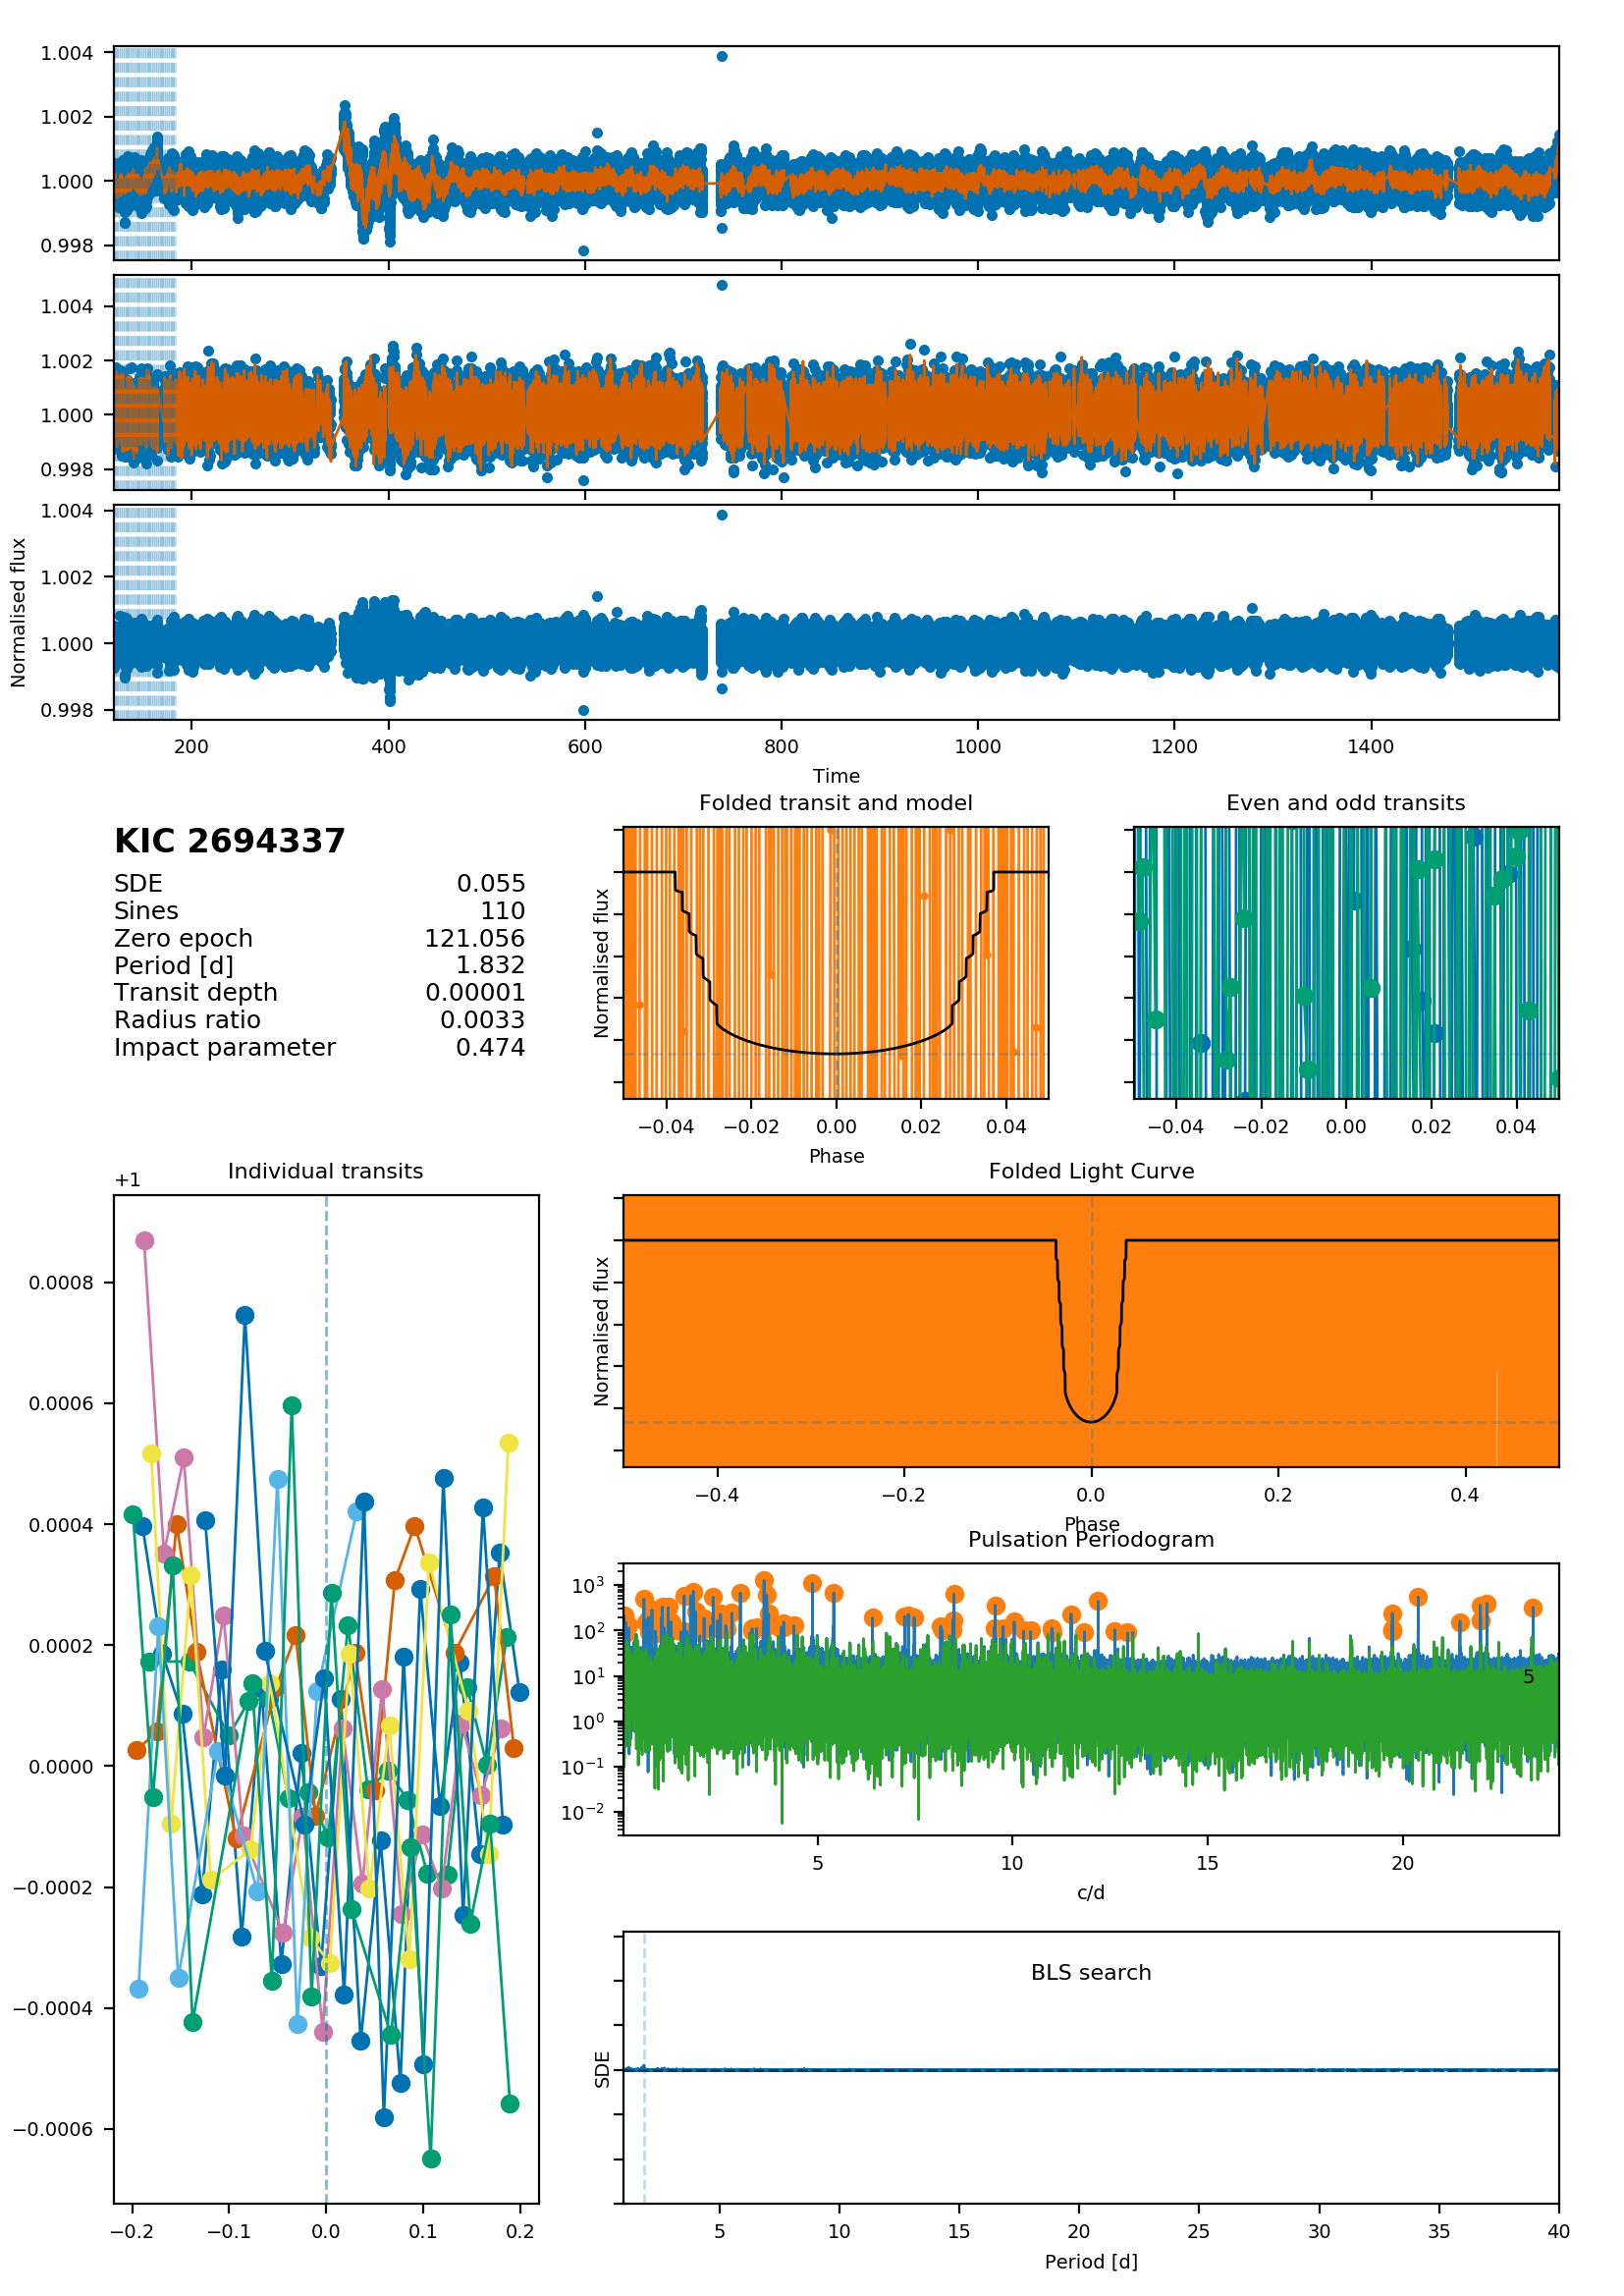 1.004
1.002
1.000
0.998
1.004
1.002
1.000
0.998
1.004
1.002
1.000
0.998
Normalised flux
200 400 600 800 1000 1200 1400
Time
KIC 2694337
SDE 0.055
Sines 110
Zero epoch 121.056
Period [d] 1.832
Transit depth 0.00001
Radius ratio 0.0033
Impact parameter 0.474
Folded transit and model
Normalised flux
−0.04 −0.02 0.00 0.02 0.04
Phase
Even and odd transits
−0.04 −0.02 0.00 0.02 0.04
Individual transits
+1
0.0008
0.0006
0.0004
0.0002
0.0000
−0.0002
−0.0004
−0.0006
−0.2 −0.1 0.0 0.1 0.2
Folded Light Curve
Normalised flux
−0.4 −0.2 0.0 0.2 0.4
Phase
Pulsation Periodogram
10³
10²
10¹
10⁰
10⁻¹
10⁻²
5
5 10 15 20
c/d
BLS search
SDE
5 10 15 20 25 30 35 40
Period [d]